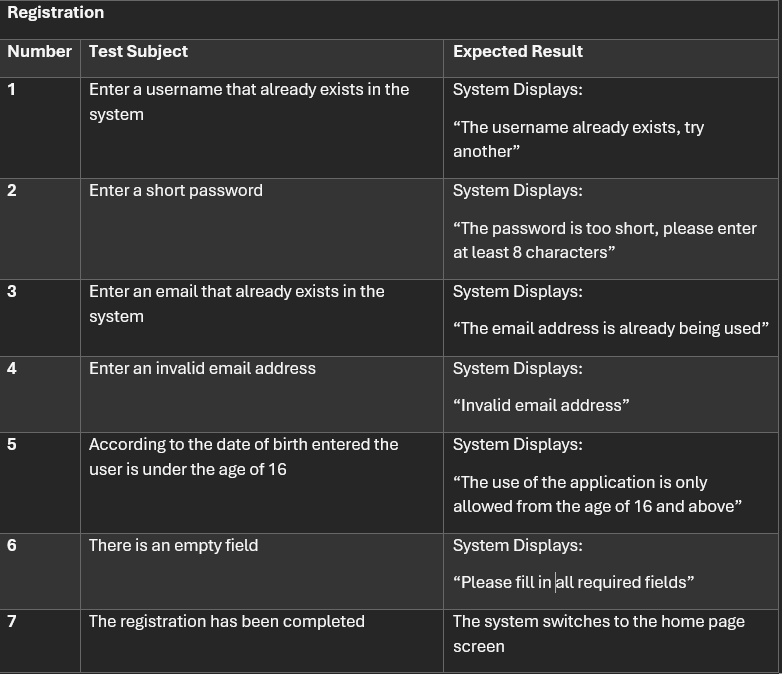 Registration
Number Test Subject Expected Result
1 Enter a username that already exists in the system System Displays:
“The username already exists, try another”
2 Enter a short password System Displays:
“The password is too short, please enter at least 8 characters”
3 Enter an email that already exists in the system System Displays:
“The email address is already being used”
4 Enter an invalid email address System Displays:
“Invalid email address”
5 According to the date of birth entered the user is under the age of 16 System Displays:
“The use of the application is only allowed from the age of 16 and above”
6 There is an empty field System Displays:
“Please fill in all required fields”
7 The registration has been completed The system switches to the home page screen